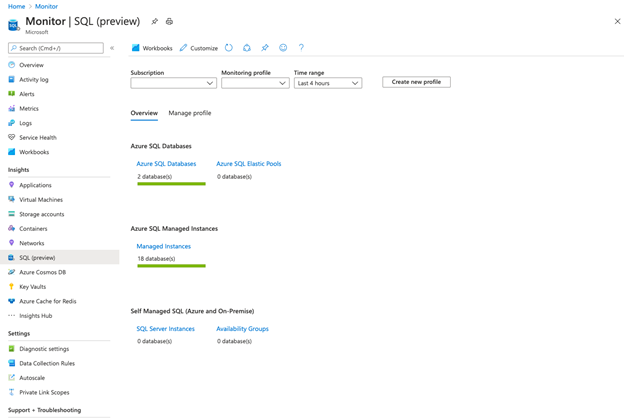 Home > Monitor
SQL
Monitor | SQL (preview)
Microsoft
Search (Cmd+/)
Overview
Activity log
Alerts
Metrics
Logs
Service Health
Workbooks
Insights
Applications
Virtual Machines
Storage accounts
Containers
Networks
SQL (preview)
Azure Cosmos DB
Key Vaults
Azure Cache for Redis
Insights Hub
Settings
Diagnostic settings
Data Collection Rules
Autoscale
Private Link Scopes
Support + Troubleshooting
Workbooks Customize
Subscription Monitoring profile Time range
Last 4 hours Create new profile
Overview Manage profile
Azure SQL Databases
Azure SQL Databases Azure SQL Elastic Pools
2 database(s) 0 database(s)
Azure SQL Managed Instances
Managed Instances
18 database(s)
Self Managed SQL (Azure and On-Premise)
SQL Server Instances Availability Groups
0 database(s) 0 database(s)